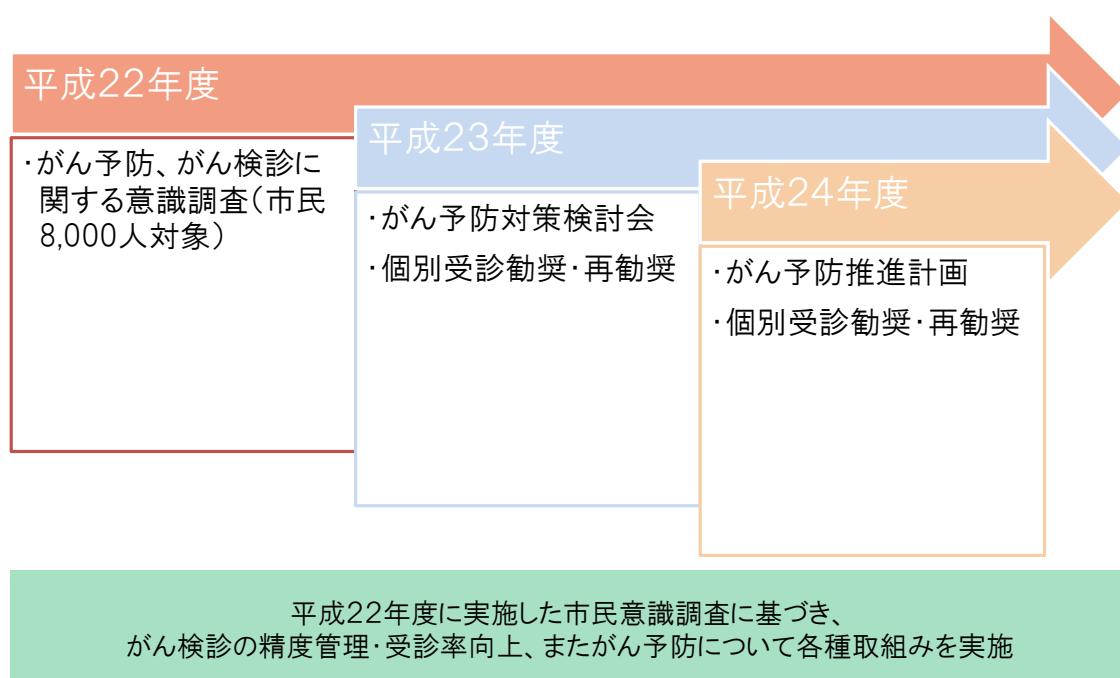 平成22年度
・がん予防、がん検診に
関する意識調査(市民
8,000人対象)
平成23年度
・がん予防対策検討会
・個別受診勧奨・再勧奨
平成24年度
・がん予防推進計画
・個別受診勧奨・再勧奨
平成22年度に実施した市民意識調査に基づき、
がん検診の精度管理・受診率向上、またがん予防について各種取組みを実施